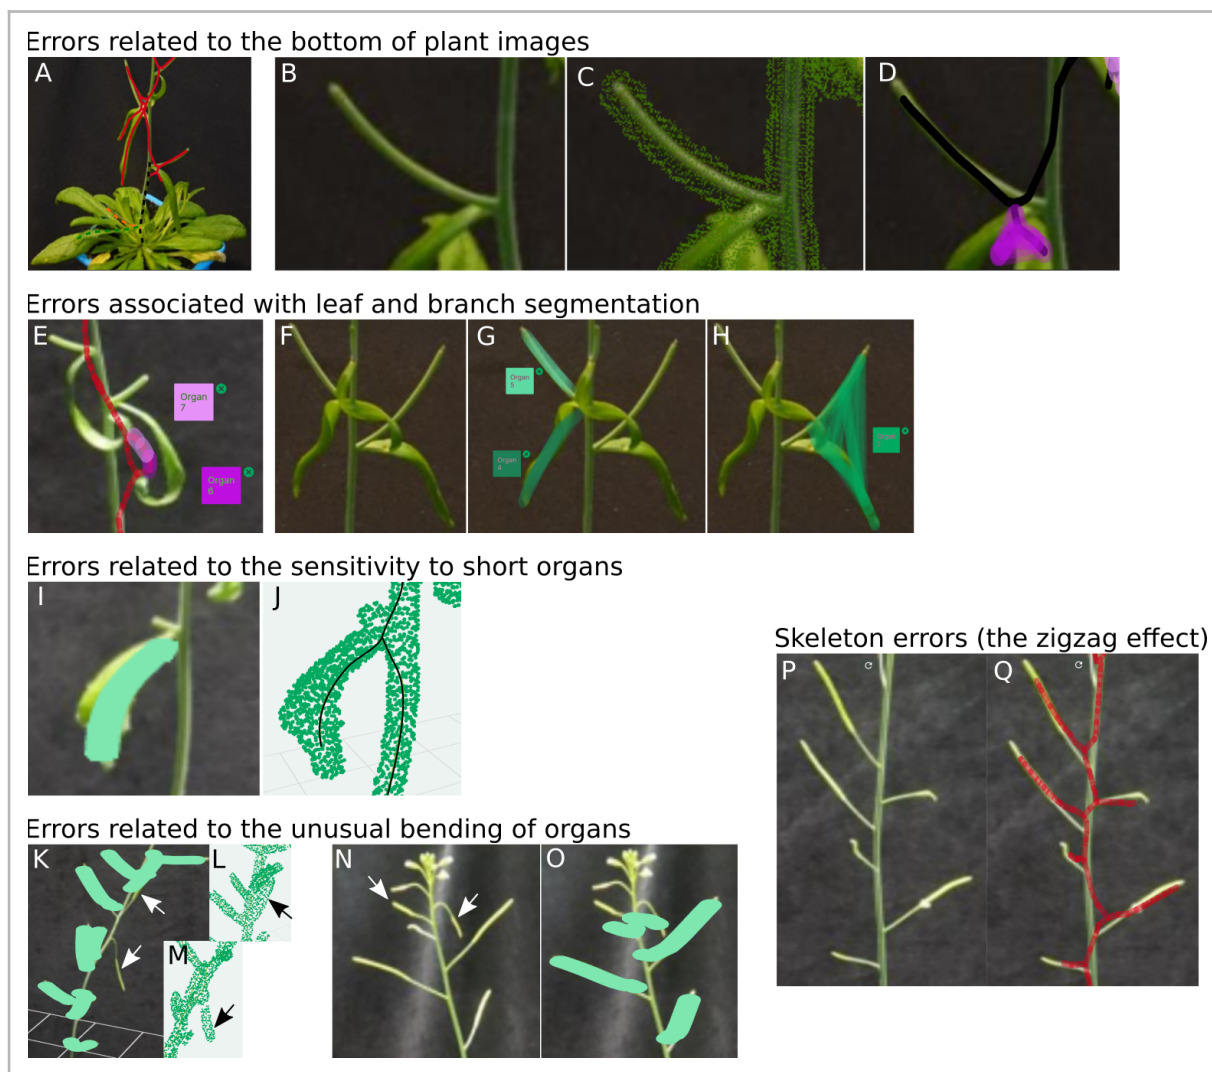 Errors related to the bottom of plant images
A
B
C
D
Errors associated with leaf and branch segmentation
E
Organ
7
Organ
6
F
G
Organ
5
Organ
4
H
Organ
Errors related to the sensitivity to short organs
I
J
Skeleton errors (the zigzag effect)
P
Q
Errors related to the unusual bending of organs
K
L
M
N
O